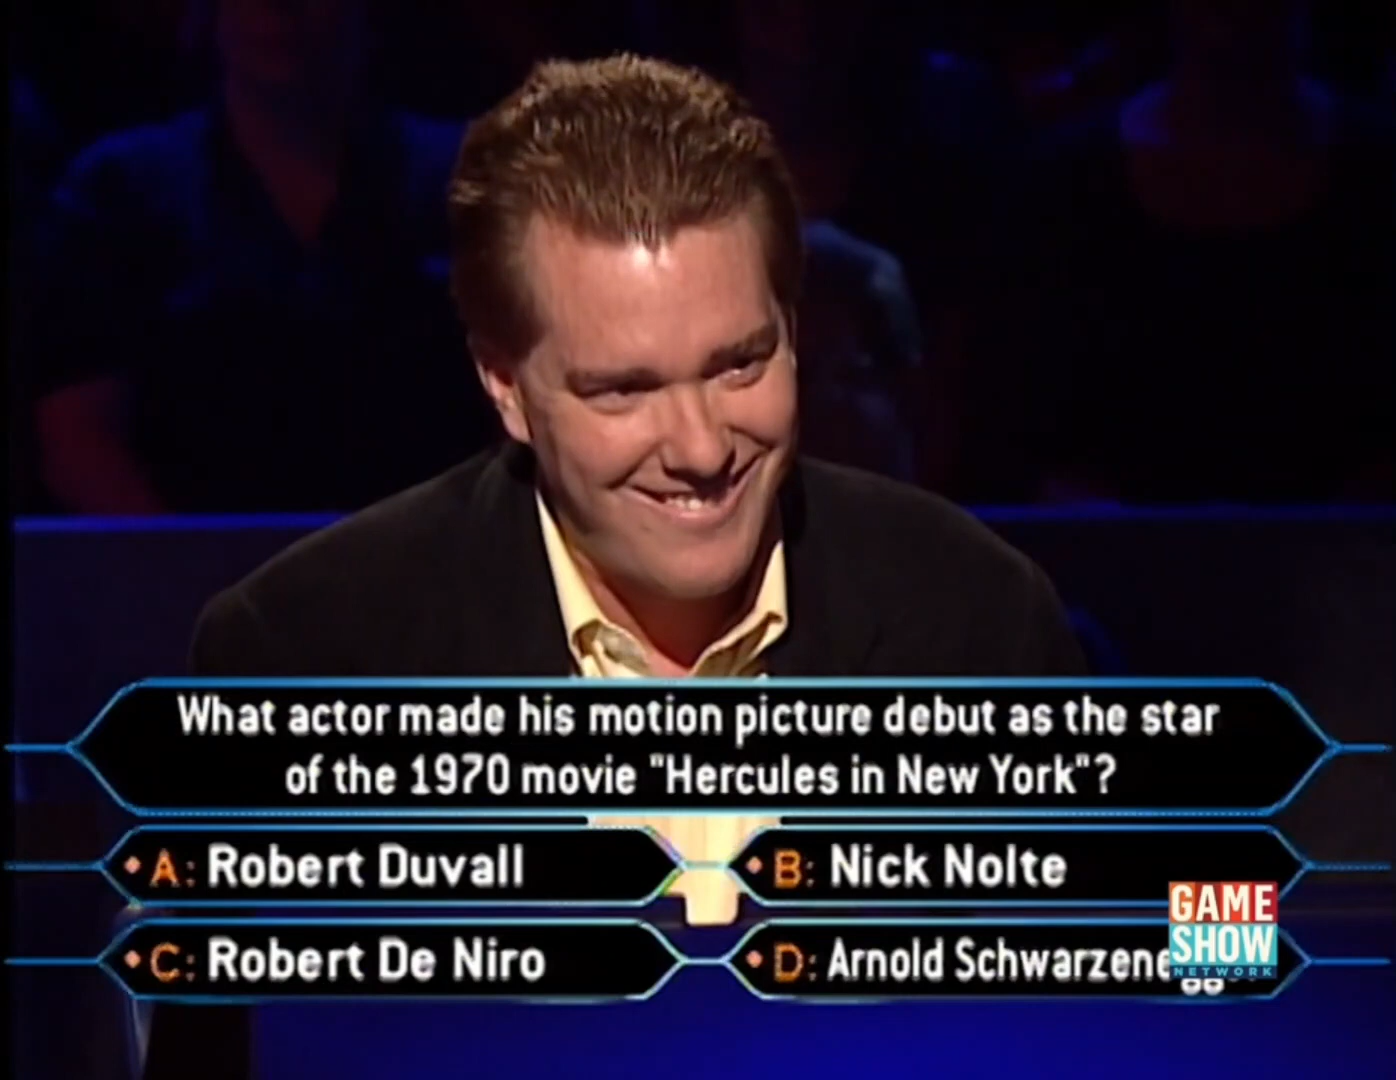 What actor made his motion picture debut as the star
of the 1970 movie "Hercules in New York"?
A: Robert Duvall
B: Nick Nolte
C: Robert De Niro
D: Arnold
GAME
SHOW
NETWORK